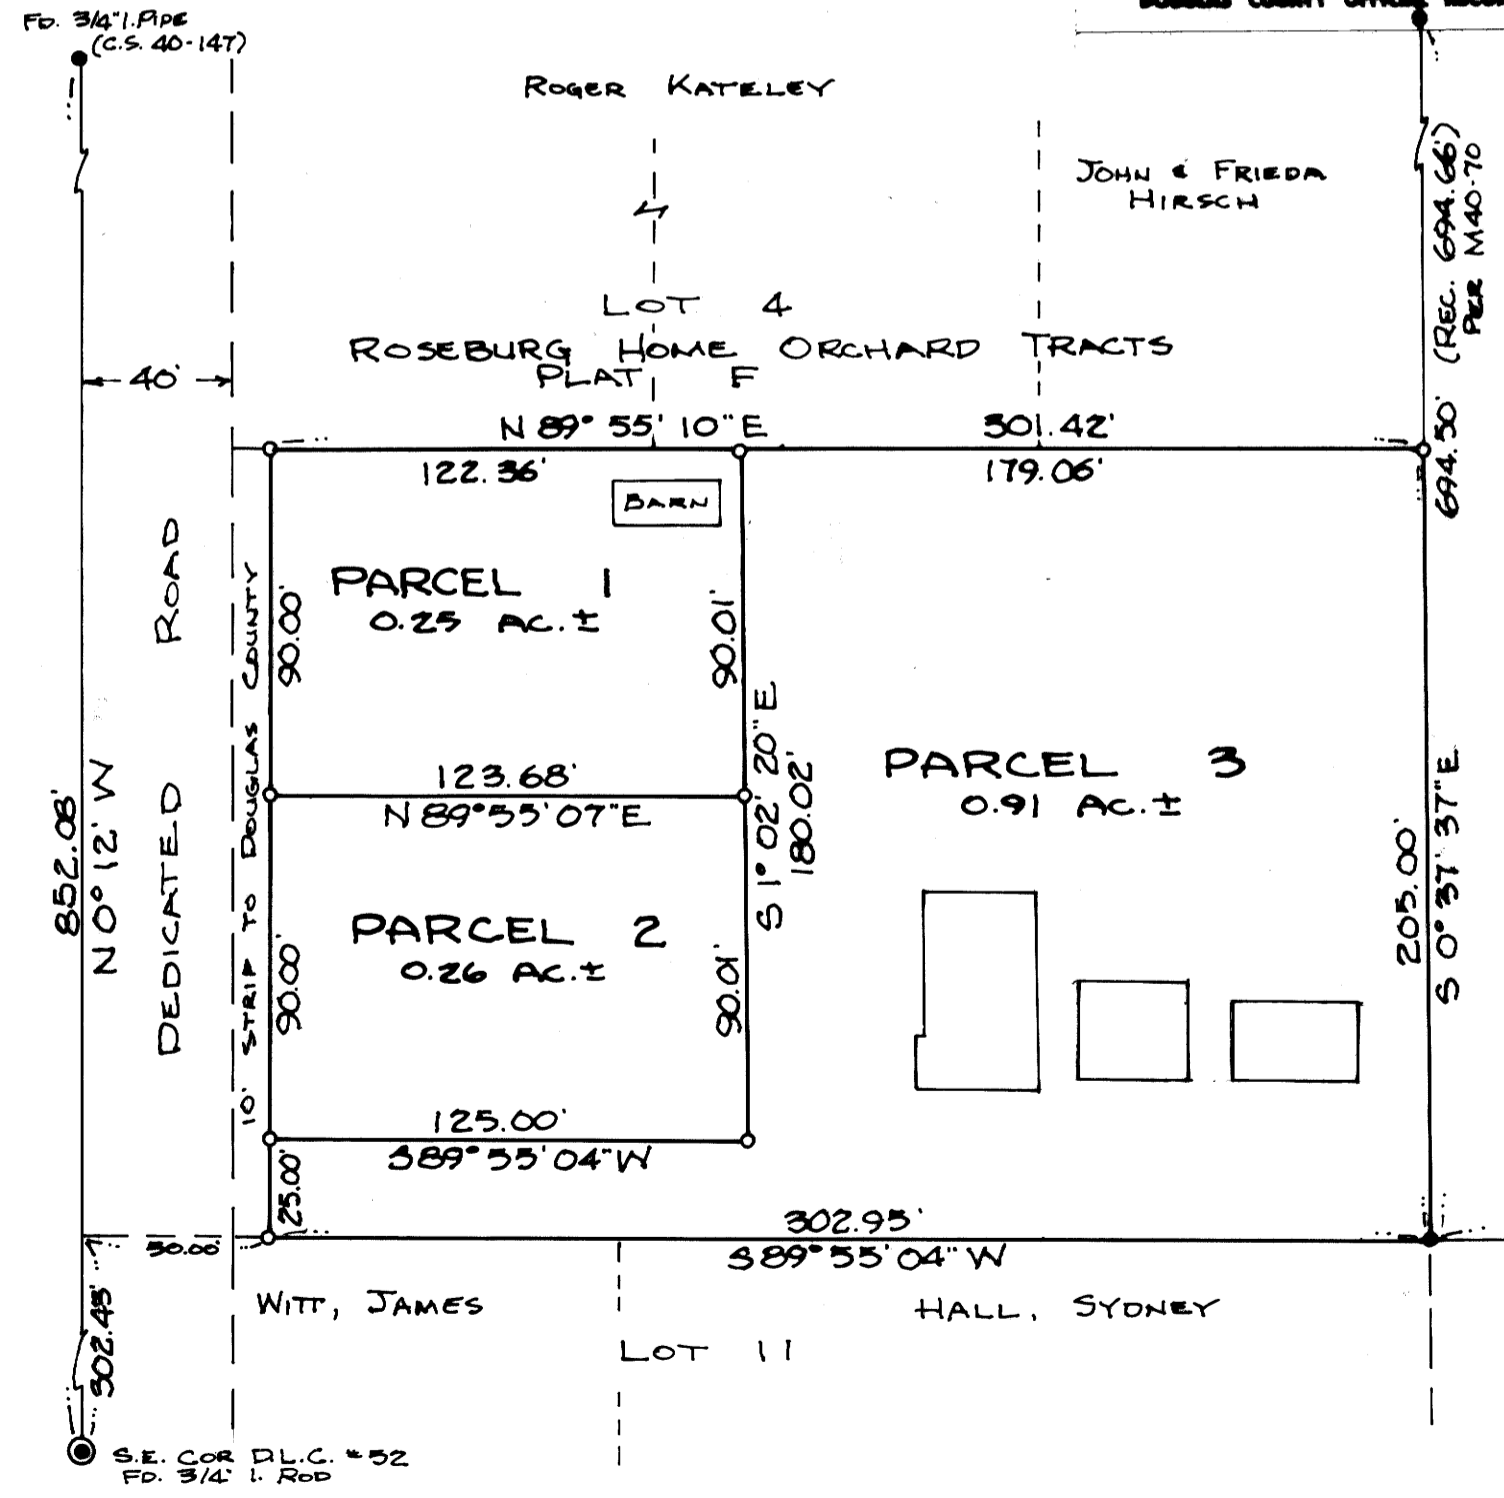 DOUGLAS COUNTY OFFICIAL
FD. 3/4" I. PIPE
(C.S. 40-147)
ROGER KATELEY
JOHN & FRIEDA
HIRSCH
694.50' (REC. 694.66')
PER M40-70
LOT 4
ROSEBURG HOME ORCHARD TRACTS
PLAT F
40'
N 89° 55' 10" E 301.42'
122.36' 179.06'
BARN
PARCEL 1
0.25 AC.±
90.00'
90.01'
DEDICATED ROAD
10' STRIP TO DOUGLAS COUNTY
123.68'
N 89° 55' 07" E
S 1° 02' 20" E
180.02'
PARCEL 3
0.91 AC.±
852.08'
N 0° 12' W
PARCEL 2
0.26 AC.±
90.00'
90.01'
205.00'
S 0° 37' 37" E
125.00'
S 89° 55' 04" W
25.00'
302.95'
S 89° 55' 04" W
50.00'
302.45'
WITT, JAMES
HALL, SYDNEY
LOT 11
S.E. COR D.L.C. #52
FD. 3/4" I. ROD